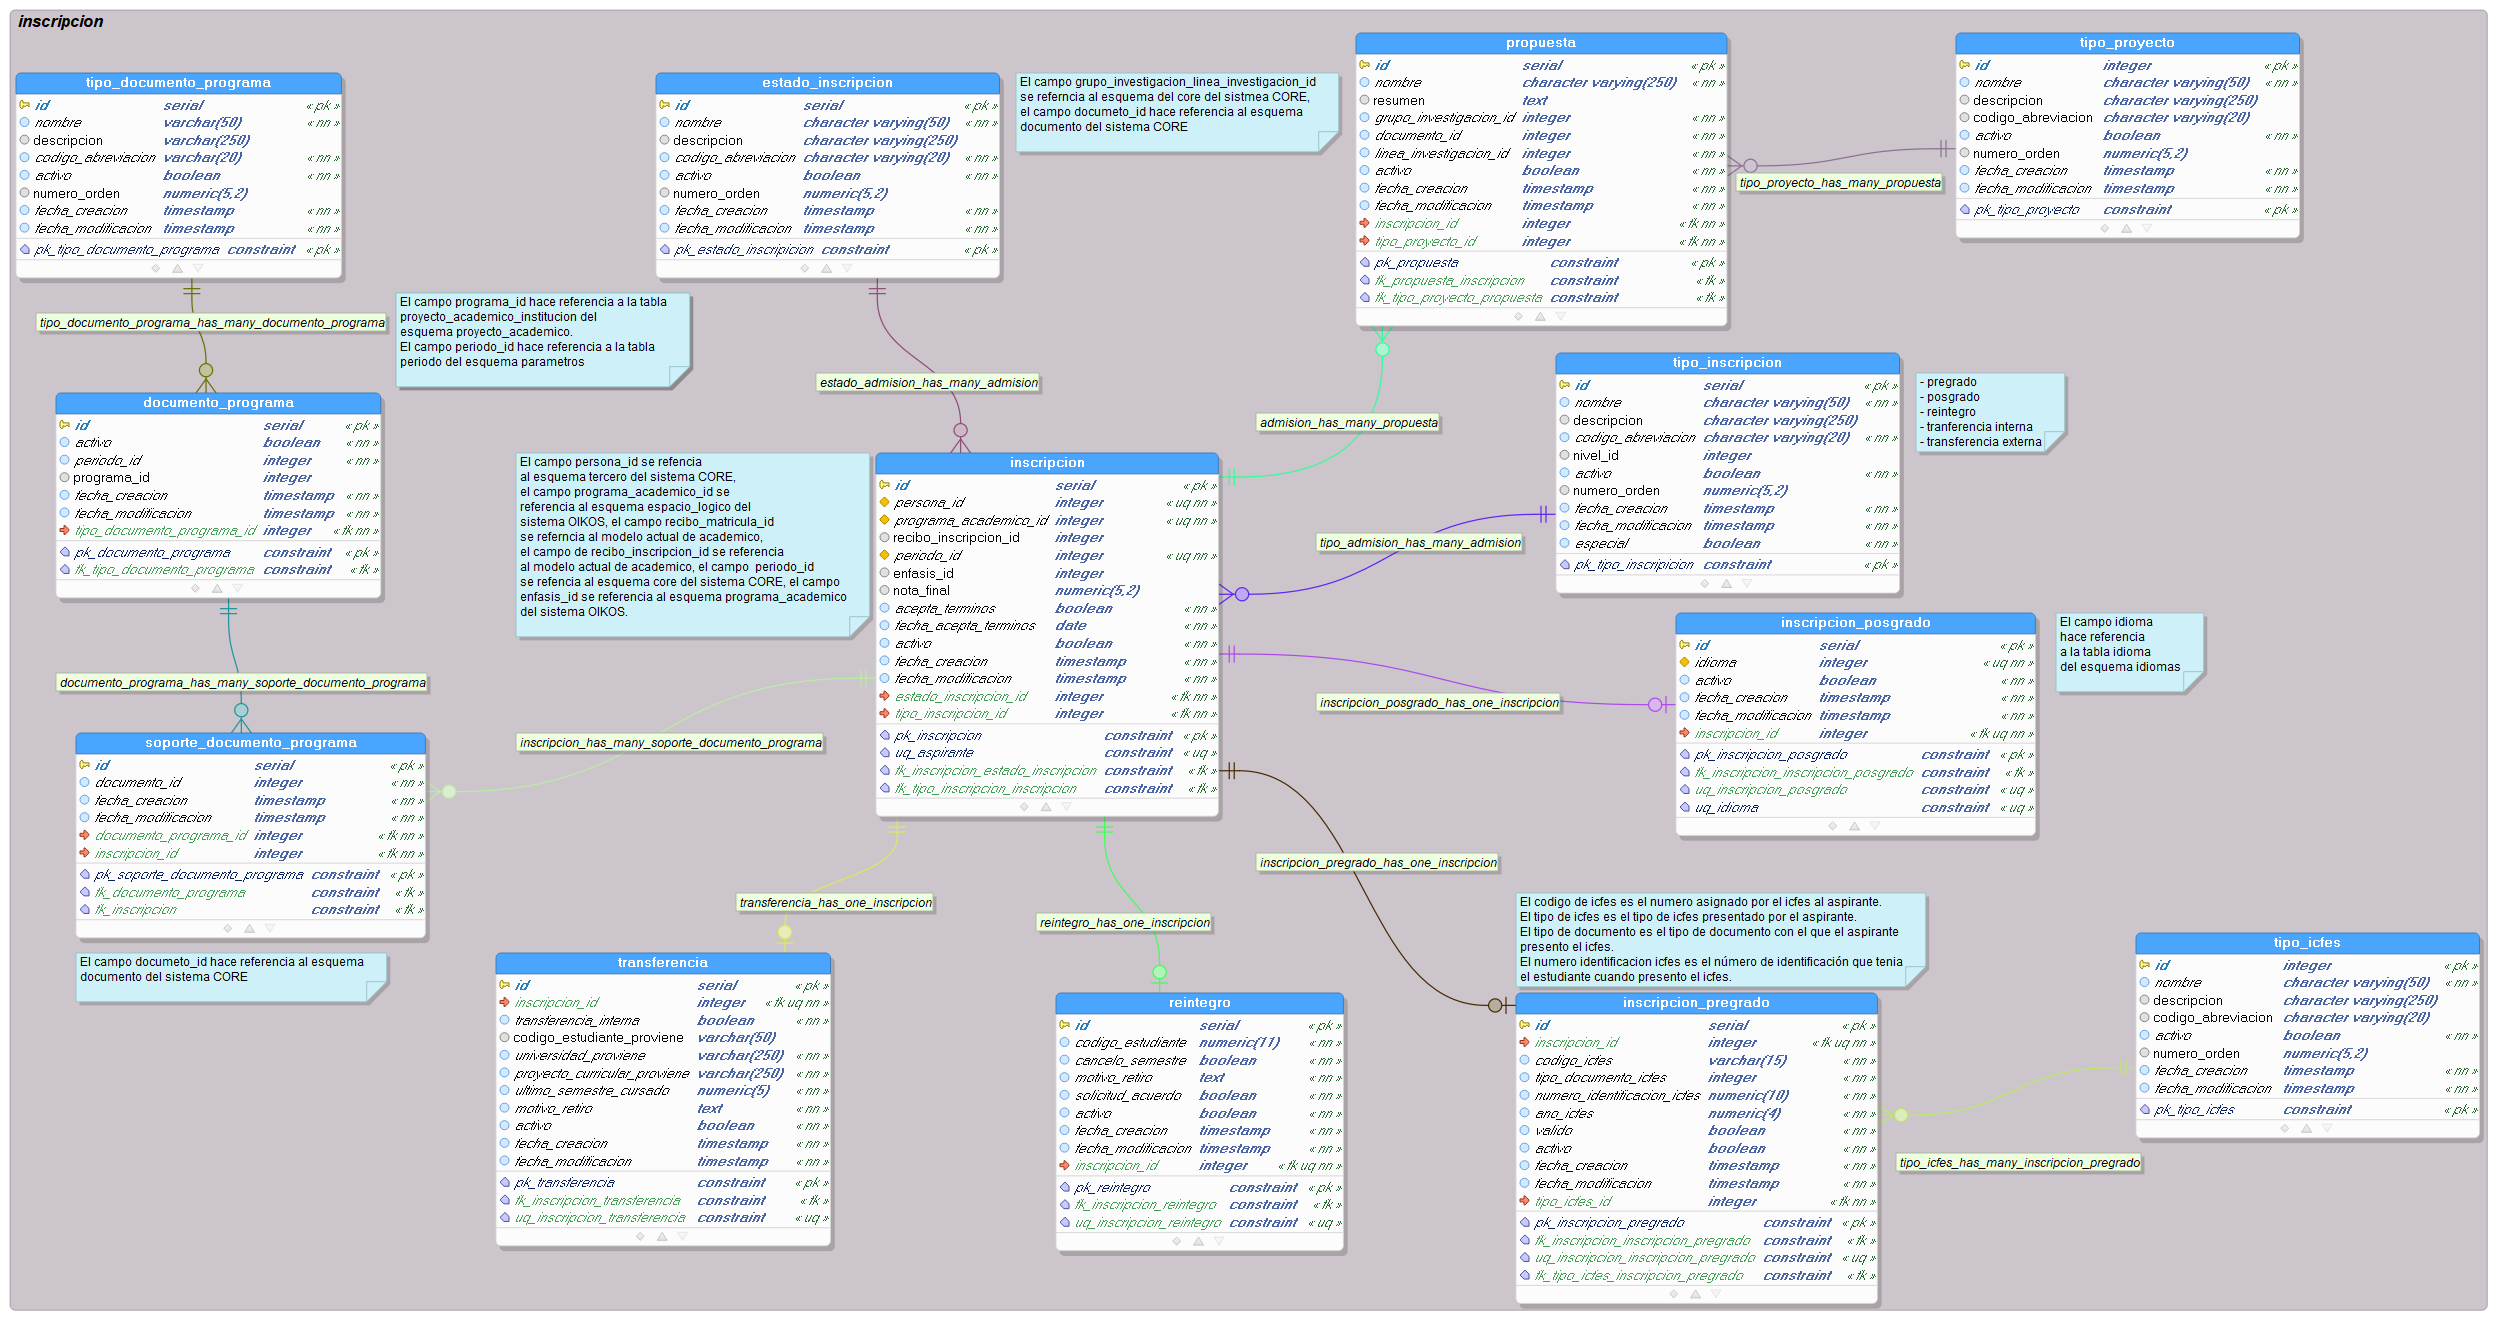 inscripcion
tipo_documento_programa
id serial « pk »
nombre varchar(50) « nn »
descripcion varchar(250)
codigo_abreviacion varchar(20) « nn »
activo boolean « nn »
numero_orden numeric(5,2)
fecha_creacion timestamp « nn »
fecha_modificacion timestamp « nn »
pk_tipo_documento_programa constraint « pk »
estado_inscripcion
id serial « pk »
nombre character varying(50) « nn »
descripcion character varying(250)
codigo_abreviacion character varying(20) « nn »
activo boolean « nn »
numero_orden numeric(5,2)
fecha_creacion timestamp « nn »
fecha_modificacion timestamp « nn »
pk_estado_inscripicion constraint « pk »
El campo grupo_investigacion_linea_investigacion_id
se referncia al esquema del core del sistmea CORE,
el campo documeto_id hace referencia al esquema
documento del sistema CORE
propuesta
id serial « pk »
nombre character varying(250) « nn »
resumen text
grupo_investigacion_id integer « nn »
documento_id integer « nn »
linea_investigacion_id integer « nn »
activo boolean « nn »
fecha_creacion timestamp « nn »
fecha_modificacion timestamp « nn »
inscripcion_id integer « fk nn »
tipo_proyecto_id integer « fk nn »
pk_propuesta constraint « pk »
fk_propuesta_inscripcion constraint « fk »
fk_tipo_proyecto_propuesta constraint « fk »
tipo_proyecto
id integer « pk »
nombre character varying(50) « nn »
descripcion character varying(250)
codigo_abreviacion character varying(20)
activo boolean « nn »
numero_orden numeric(5,2)
fecha_creacion timestamp « nn »
fecha_modificacion timestamp « nn »
pk_tipo_proyecto constraint « pk »
tipo_proyecto_has_many_propuesta
tipo_documento_programa_has_many_documento_programa
El campo programa_id hace referencia a la tabla
proyecto_academico_institucion del
esquema proyecto_academico.
El campo periodo_id hace referencia a la tabla
periodo del esquema parametros
estado_admision_has_many_admision
admision_has_many_propuesta
documento_programa
id serial « pk »
activo boolean « nn »
periodo_id integer « nn »
programa_id integer
fecha_creacion timestamp « nn »
fecha_modificacion timestamp « nn »
tipo_documento_programa_id integer « fk nn »
pk_documento_programa constraint « pk »
fk_tipo_documento_programa constraint « fk »
El campo persona_id se refencia
al esquema tercero del sistema CORE,
el campo programa_academico_id se
referencia al esquema espacio_logico del
sistema OIKOS, el campo recibo_matricula_id
se referncia al modelo actual de academico,
el campo de recibo_inscripcion_id se referencia
al modelo actual de academico, el campo  periodo_id
se refencia al esquema core del sistema CORE, el campo
enfasis_id se referencia al esquema programa_academico
del sistema OIKOS.
inscripcion
id serial « pk »
persona_id integer « uq nn »
programa_academico_id integer « uq nn »
recibo_inscripcion_id integer
periodo_id integer « uq nn »
enfasis_id integer
nota_final numeric(5,2)
acepta_terminos boolean « nn »
fecha_acepta_terminos date « nn »
activo boolean « nn »
fecha_creacion timestamp « nn »
fecha_modificacion timestamp « nn »
estado_inscripcion_id integer « fk nn »
tipo_inscripcion_id integer « fk nn »
pk_inscripcion constraint « pk »
uq_aspirante constraint « uq »
fk_inscripcion_estado_inscripcion constraint « fk »
fk_tipo_inscripcion_inscripcion constraint « fk »
tipo_inscripcion
id serial « pk »
nombre character varying(50) « nn »
descripcion character varying(250)
codigo_abreviacion character varying(20) « nn »
nivel_id integer
activo boolean « nn »
numero_orden numeric(5,2)
fecha_creacion timestamp « nn »
fecha_modificacion timestamp « nn »
especial boolean « nn »
pk_tipo_inscripicion constraint « pk »
- pregrado
- posgrado
- reintegro
- tranferencia interna
- transferencia externa
tipo_admision_has_many_admision
inscripcion_posgrado
id serial « pk »
idioma integer « uq nn »
activo boolean « nn »
fecha_creacion timestamp « nn »
fecha_modificacion timestamp « nn »
inscripcion_id integer « fk uq nn »
pk_inscripcion_posgrado constraint « pk »
fk_inscripcion_inscripcion_posgrado constraint « fk »
uq_inscripcion_posgrado constraint « uq »
uq_idioma constraint « uq »
El campo idioma
hace referencia
a la tabla idioma
del esquema idiomas
inscripcion_posgrado_has_one_inscripcion
documento_programa_has_many_soporte_documento_programa
inscripcion_has_many_soporte_documento_programa
soporte_documento_programa
id serial « pk »
documento_id integer « nn »
fecha_creacion timestamp « nn »
fecha_modificacion timestamp « nn »
documento_programa_id integer « fk nn »
inscripcion_id integer « fk nn »
pk_soporte_documento_programa constraint « pk »
fk_documento_programa constraint « fk »
fk_inscripcion constraint « fk »
El campo documeto_id hace referencia al esquema
documento del sistema CORE
transferencia_has_one_inscripcion
reintegro_has_one_inscripcion
inscripcion_pregrado_has_one_inscripcion
transferencia
id serial « pk »
inscripcion_id integer « fk uq nn »
transferencia_interna boolean « nn »
codigo_estudiante_proviene varchar(50)
universidad_proviene varchar(250) « nn »
proyecto_curricular_proviene varchar(250) « nn »
ultimo_semestre_cursado numeric(5) « nn »
motivo_retiro text « nn »
activo boolean « nn »
fecha_creacion timestamp « nn »
fecha_modificacion timestamp « nn »
pk_transferencia constraint « pk »
fk_inscripcion_transferencia constraint « fk »
uq_inscripcion_transferencia constraint « uq »
reintegro
id serial « pk »
codigo_estudiante numeric(11) « nn »
cancelo_semestre boolean « nn »
motivo_retiro text « nn »
solicitud_acuerdo boolean « nn »
activo boolean « nn »
fecha_creacion timestamp « nn »
fecha_modificacion timestamp « nn »
inscripcion_id integer « fk uq nn »
pk_reintegro constraint « pk »
fk_inscripcion_reintegro constraint « fk »
uq_inscripcion_reintegro constraint « uq »
El codigo de icfes es el numero asignado por el icfes al aspirante.
El tipo de icfes es el tipo de icfes presentado por el aspirante.
El tipo de documento es el tipo de documento con el que el aspirante
presento el icfes.
El numero identificacion icfes es el número de identificación que tenia
el estudiante cuando presento el icfes.
inscripcion_pregrado
id serial « pk »
inscripcion_id integer « fk uq nn »
codigo_icfes varchar(15) « nn »
tipo_documento_icfes integer « nn »
numero_identificacion_icfes numeric(10) « nn »
ano_icfes numeric(4) « nn »
valido boolean « nn »
activo boolean « nn »
fecha_creacion timestamp « nn »
fecha_modificacion timestamp « nn »
tipo_icfes_id integer « fk nn »
pk_inscripcion_pregrado constraint « pk »
fk_inscripcion_inscripcion_pregrado constraint « fk »
uq_inscripcion_inscripcion_pregrado constraint « uq »
fk_tipo_icfes_inscripcion_pregrado constraint « fk »
tipo_icfes
id integer « pk »
nombre character varying(50) « nn »
descripcion character varying(250)
codigo_abreviacion character varying(20)
activo boolean « nn »
numero_orden numeric(5,2)
fecha_creacion timestamp « nn »
fecha_modificacion timestamp « nn »
pk_tipo_icfes constraint « pk »
tipo_icfes_has_many_inscripcion_pregrado